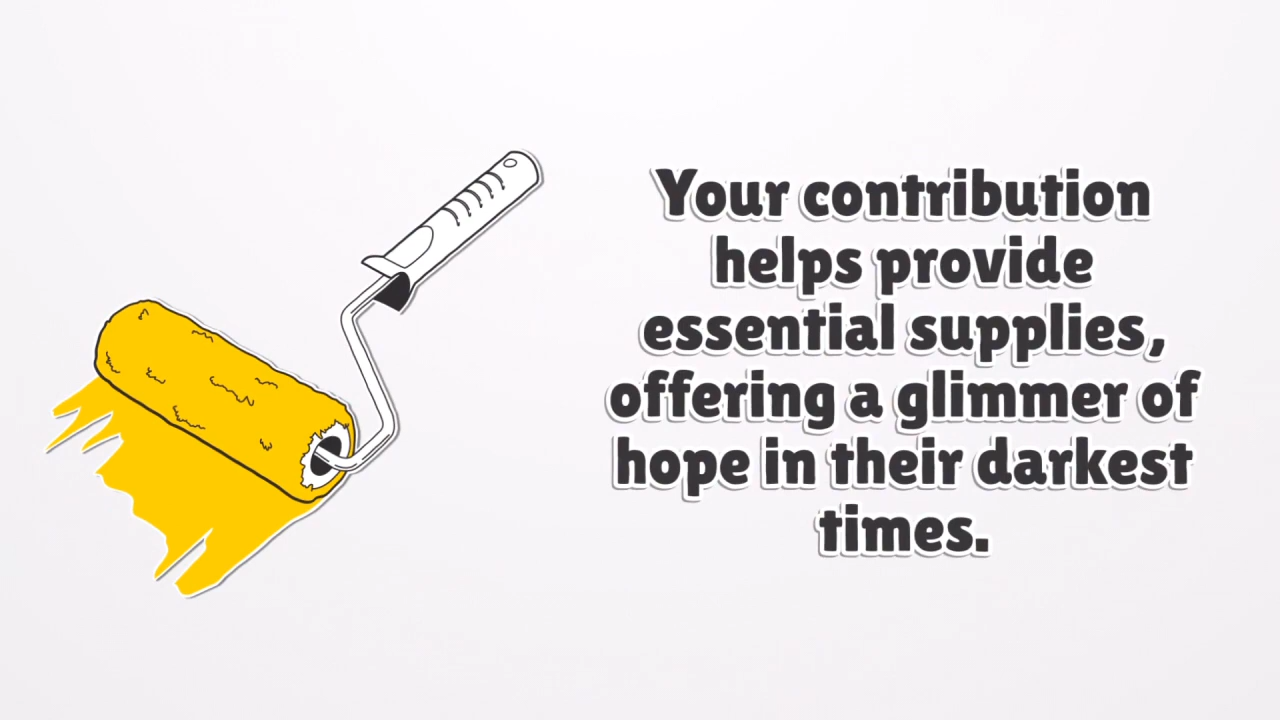 Your contribution
helps provide
essential supplies,
offering a glimmer of
hope in their darkest
times.